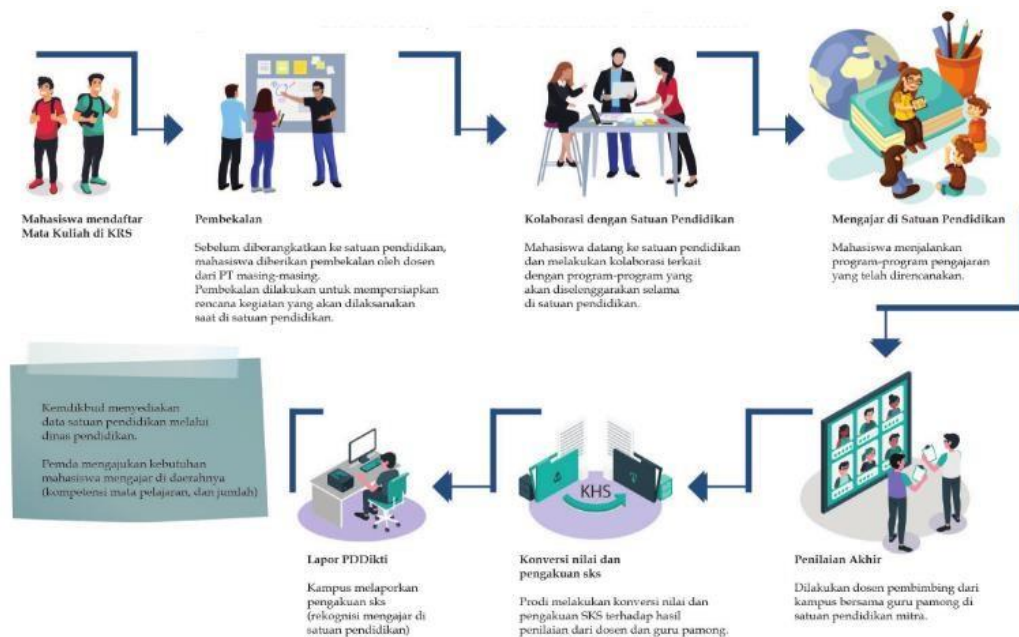 Mahasiswa mendaftar
Mata Kuliah di KRS
Pembekalan
Sebelum diberangkatkan ke satuan pendidikan,
mahasiswa diberikan pembekalan oleh dosen
dari PT masing-masing.
Pembekalan dilakukan untuk mempersiapkan
rencana kegiatan yang akan dilaksanakan
saat di satuan pendidikan.
Kolaborasi dengan Satuan Pendidikan
Mahasiswa datang ke satuan pendidikan
dan melakukan kolaborasi terkait
dengan program-program yang
akan diselenggarakan selama
di satuan pendidikan.
Mengajar di Satuan Pendidikan
Mahasiswa menjalankan
program-program pengajaran
yang telah direncanakan.
Penilaian Akhir
Dilakukan dosen pembimbing dari
kampus bersama guru pamong di
satuan pendidikan mitra.
KHS
Konversi nilai dan
pengakuan sks
Prodi melakukan konversi nilai dan
pengakuan SKS terhadap hasil
penilaian dari dosen dan guru pamong.
Lapor PDDikti
Kampus melaporkan
pengakuan sks
(rekognisi mengajar di
satuan pendidikan)
Kemdikbud menyediakan
data satuan pendidikan melalui
dinas pendidikan.
Pemda mengajukan kebutuhan
mahasiswa mengajar di daerahnya
(kompetensi mata pelajaran, dan jumlah)